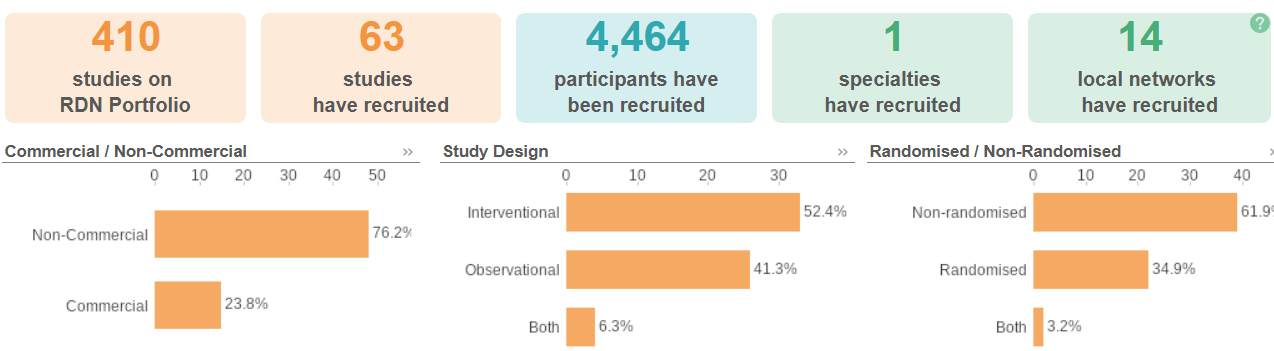 410
studies on
RDN Portfolio
63
studies
have recruited
4,464
participants have
been recruited
1
specialties
have recruited
14
local networks
have recruited
?
Commercial / Non-Commercial »
0 10 20 30 40 50
Non-Commercial 76.2%
Commercial 23.8%
Study Design »
0 10 20 30
Interventional 52.4%
Observational 41.3%
Both 6.3%
Randomised / Non-Randomised »
0 10 20 30 40
Non-randomised 61.9%
Randomised 34.9%
Both 3.2%